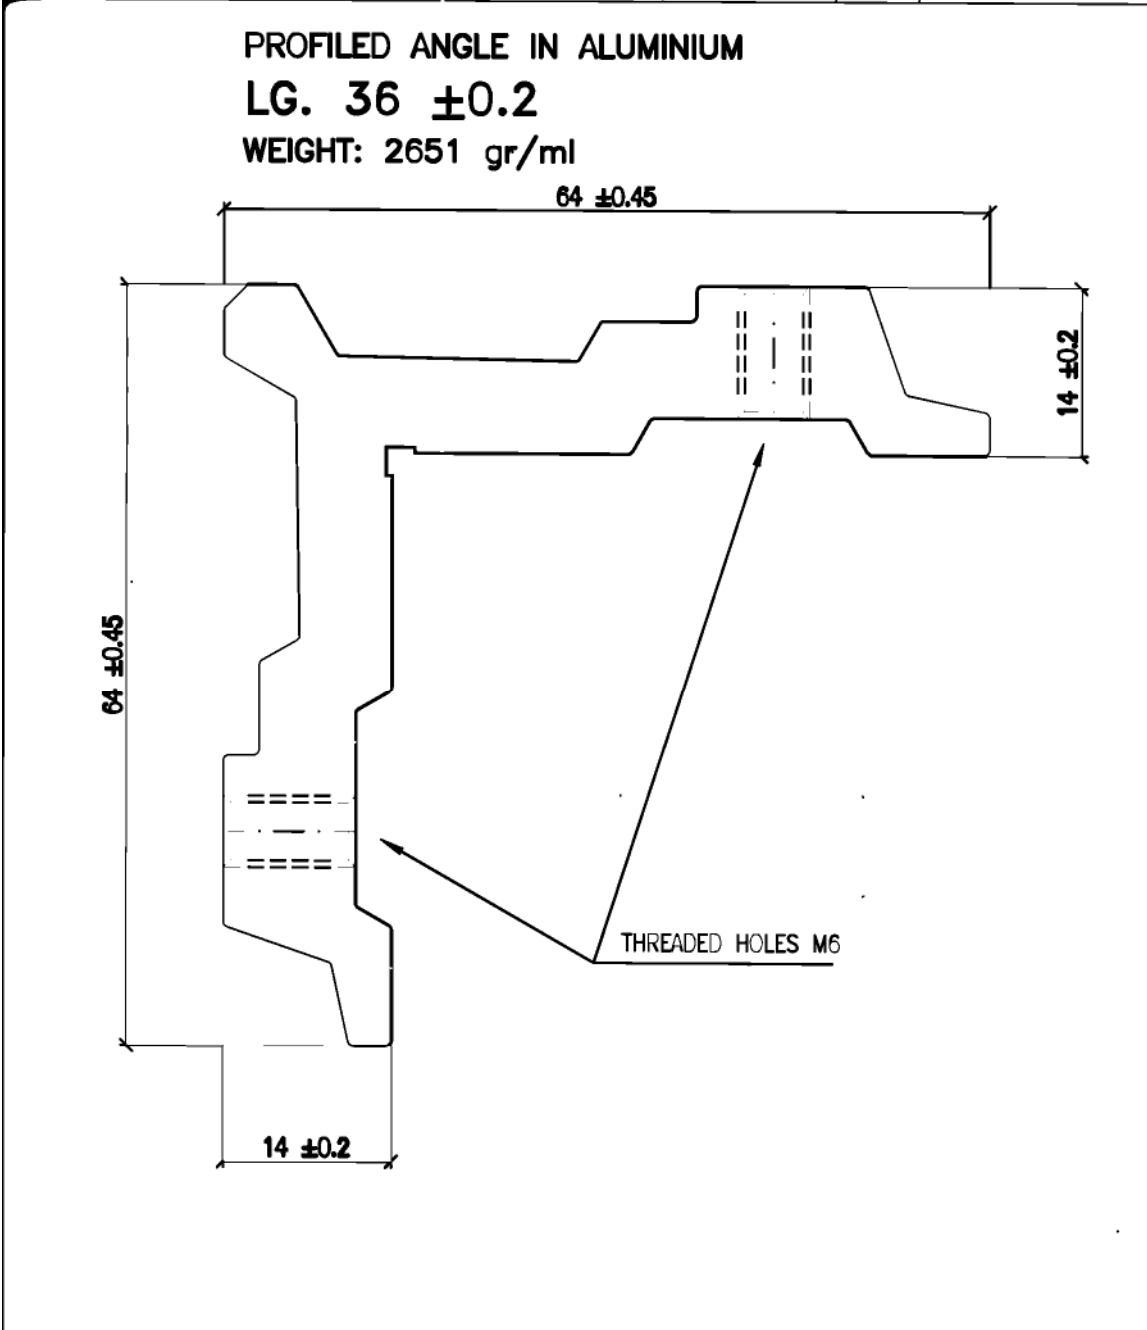 PROFILED ANGLE IN ALUMINIUM
LG. 36 ±0.2
WEIGHT: 2651 gr/ml
64 ±0.45
14 ±0.2
64 ±0.45
THREADED HOLES M6
14 ±0.2